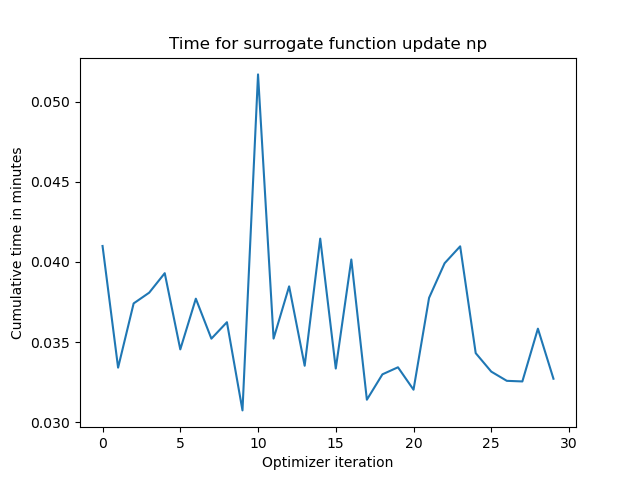 Time for surrogate function update np
Cumulative time in minutes
0.050
0.045
0.040
0.035
0.030
0 5 10 15 20 25 30
Optimizer iteration